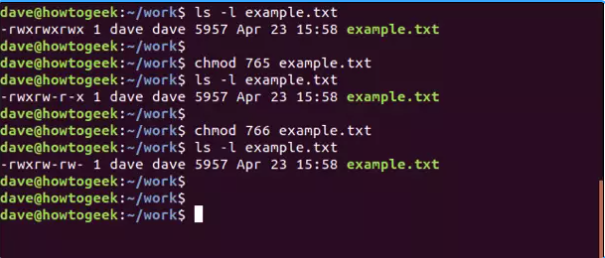 dave@howtogeek:~/work$ ls -l example.txt
-rwxrwxrwx 1 dave dave 5957 Apr 23 15:58 example.txt
dave@howtogeek:~/work$
dave@howtogeek:~/work$ chmod 765 example.txt
dave@howtogeek:~/work$ ls -l example.txt
-rwxrw-r-x 1 dave dave 5957 Apr 23 15:58 example.txt
dave@howtogeek:~/work$
dave@howtogeek:~/work$ chmod 766 example.txt
dave@howtogeek:~/work$ ls -l example.txt
-rwxrw-rw- 1 dave dave 5957 Apr 23 15:58 example.txt
dave@howtogeek:~/work$
dave@howtogeek:~/work$
dave@howtogeek:~/work$